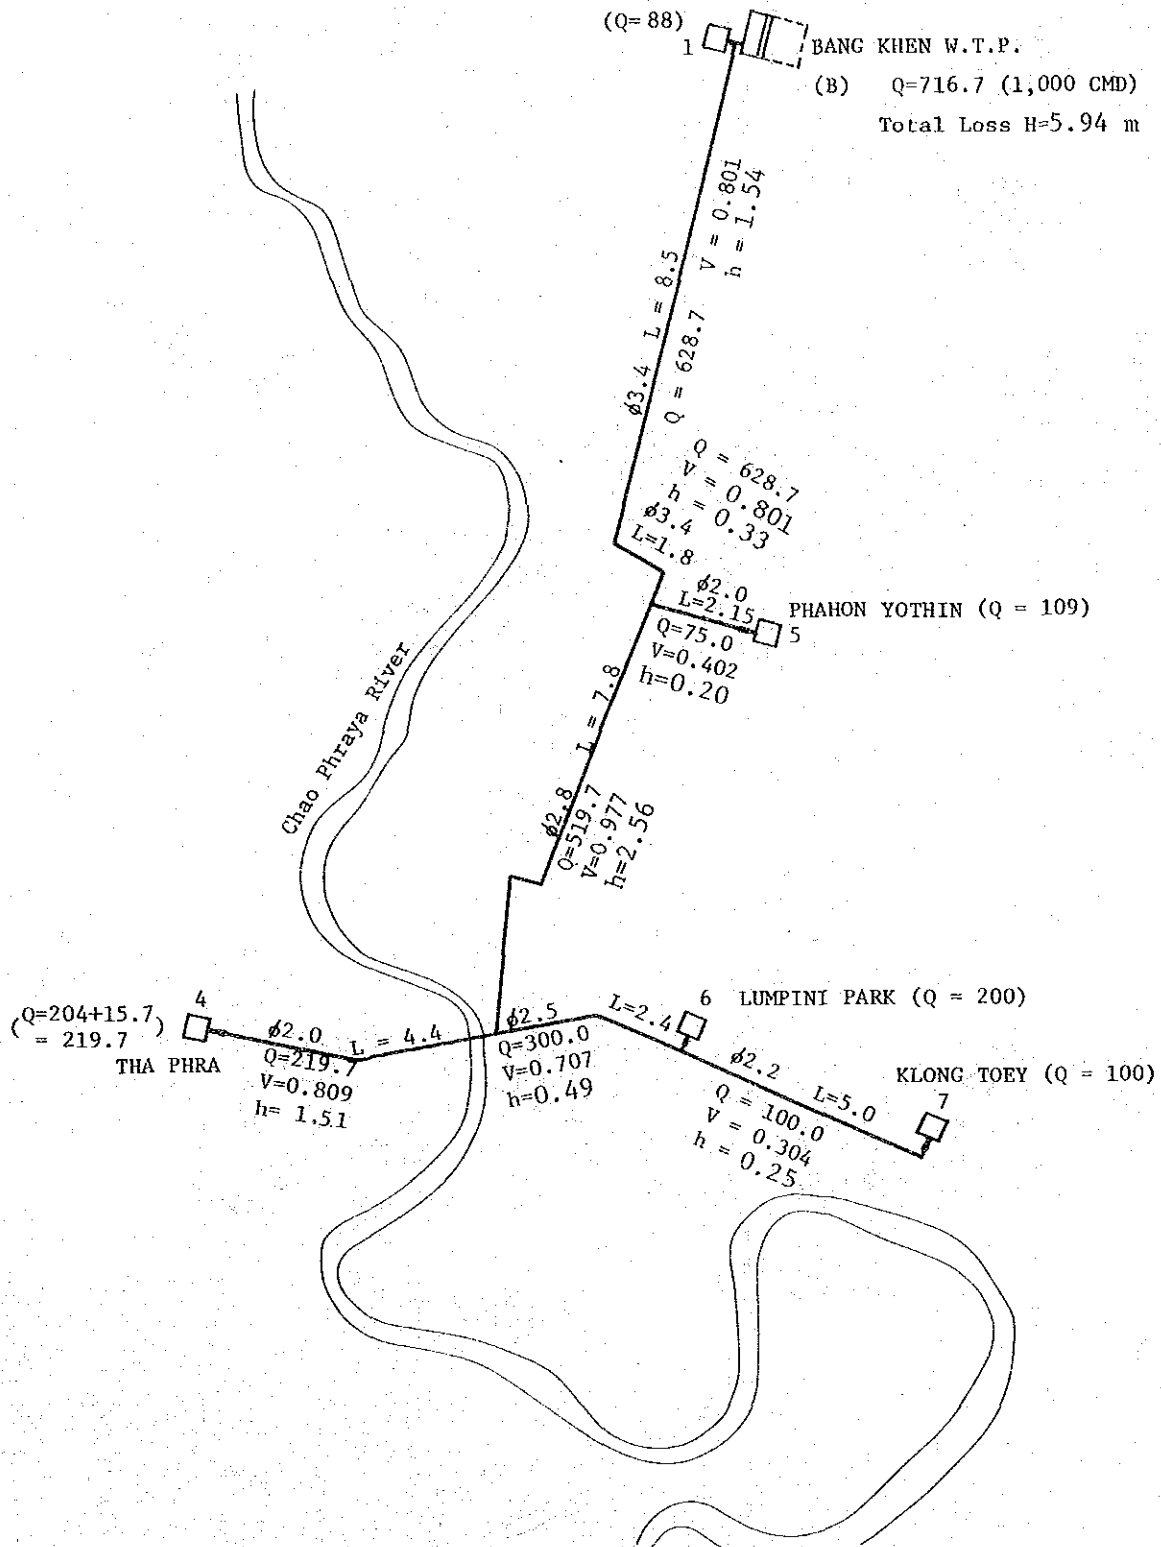 (Q= 88)
1
BANG KHEN W.T.P.
(B) Q=716.7 (1,000 CMD)
Total Loss H=5.94 m
ϕ3.4 L = 8.5
Q = 628.7 V = 0.801
h = 1.54
Q = 628.7
V = 0.801
h = 0.33
ϕ3.4
L=1.8
ϕ2.0
L=2.15
PHAHON YOTHIN (Q = 109)
5
Q=75.0
V=0.402
h=0.20
Chao Phraya River
ϕ2.8 L = 7.8
Q=519.7
V=0.977
h=2.56
4
(Q=204+15.7)
= 219.7
THA PHRA
ϕ2.0 L = 4.4
Q=219.7
V=0.809
h= 1.51
ϕ2.5
L=2.4
Q=300.0
V=0.707
h=0.49
6 LUMPINI PARK (Q = 200)
ϕ2.2 L=5.0
Q = 100.0
V = 0.304
h = 0.25
KLONG TOEY (Q = 100)
7